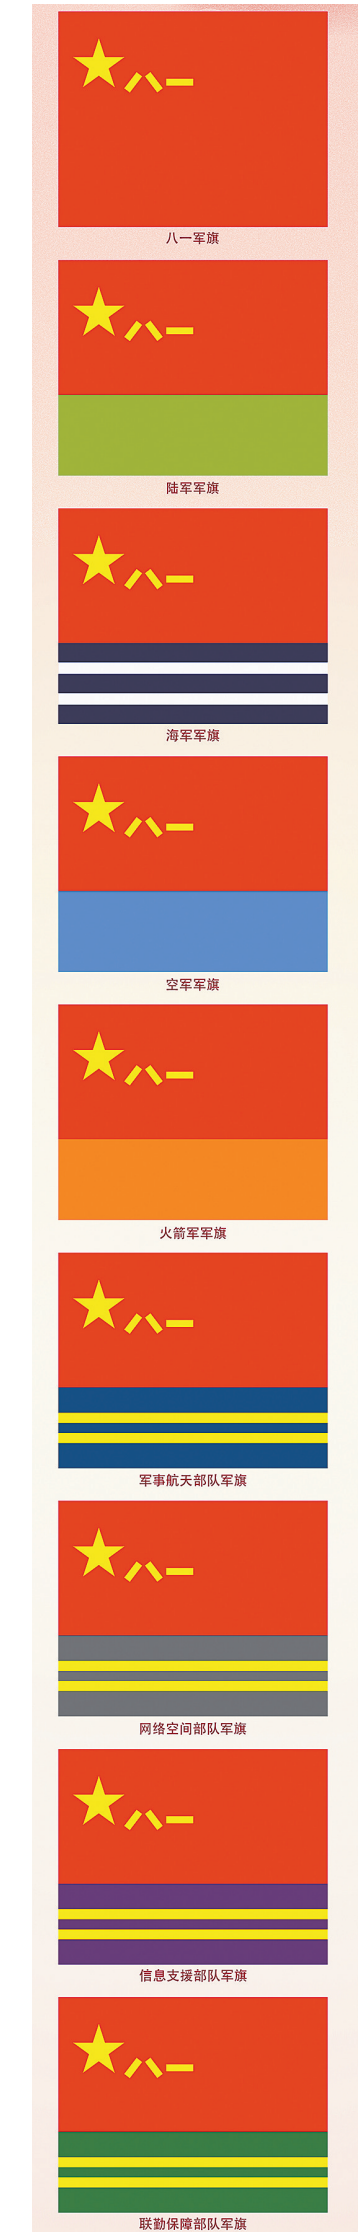 八一
八一军旗
八一
陆军军旗
八一
海军军旗
八一
空军军旗
八一
火箭军军旗
八一
军事航天部队军旗
八一
网络空间部队军旗
八一
信息支援部队军旗
八一
联勤保障部队军旗